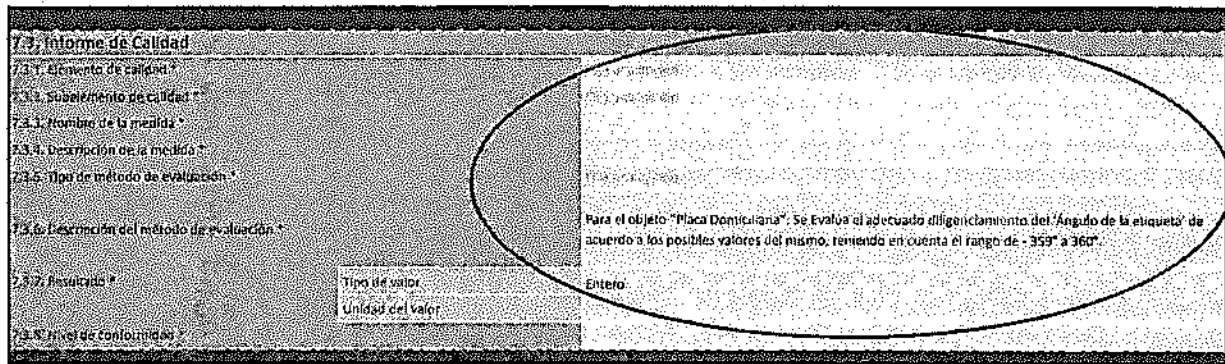 7.3. Informe de Calidad
7.3.1. Elemento de calidad *
7.3.2. Subelemento de calidad *
7.3.3. Nombre de la medida *
7.3.4. Descripción de la medida *
7.3.5. Tipo de método de evaluación *
7.3.6. Descripción del método de evaluación *
Para el objeto "Placa Domiciliaria": Se Evalua el adecuado diligenciamiento del 'Ángulo de la etiqueta' de
acuerdo a los posibles valores del mismo, teniendo en cuenta el rango de - 359° a 360°.
7.3.7. Resultado *
Tipo de valor
Entero
Unidad del valor
7.3.8. Nivel de conformidad *